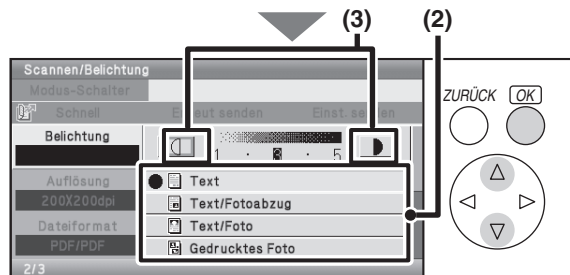 (3)
(2)
Scannen/Belichtung
Modus-Schalter
Schnell
Erneut senden
Einst. senden
Belichtung
1
5
Auflösung
200X200dpi
Dateiformat
PDF/PDF
2/3
Text
Text/Fotoabzug
Text/Foto
Gedrucktes Foto
ZURÜCK
OK